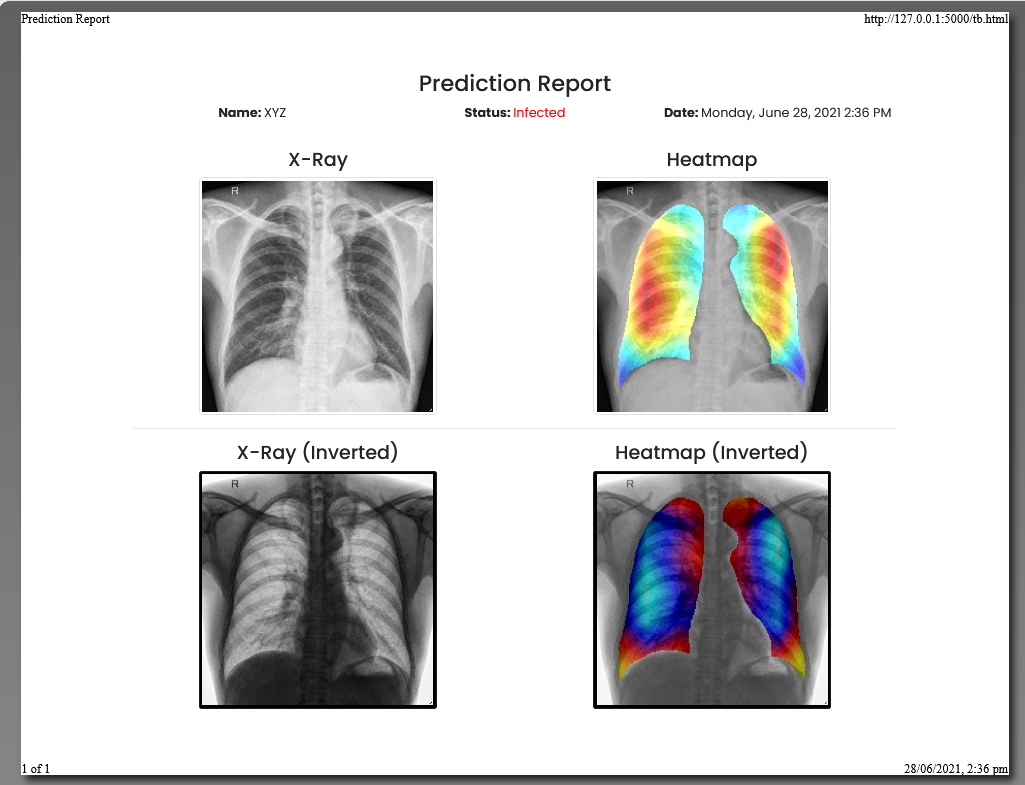 Prediction Report http://127.0.0.1:5000/tb.html
Prediction Report
Name: XYZ Status: Infected Date: Monday, June 28, 2021 2:36 PM
X-Ray Heatmap
R R
X-Ray (Inverted) Heatmap (Inverted)
R R
1 of 1 28/06/2021, 2:36 pm